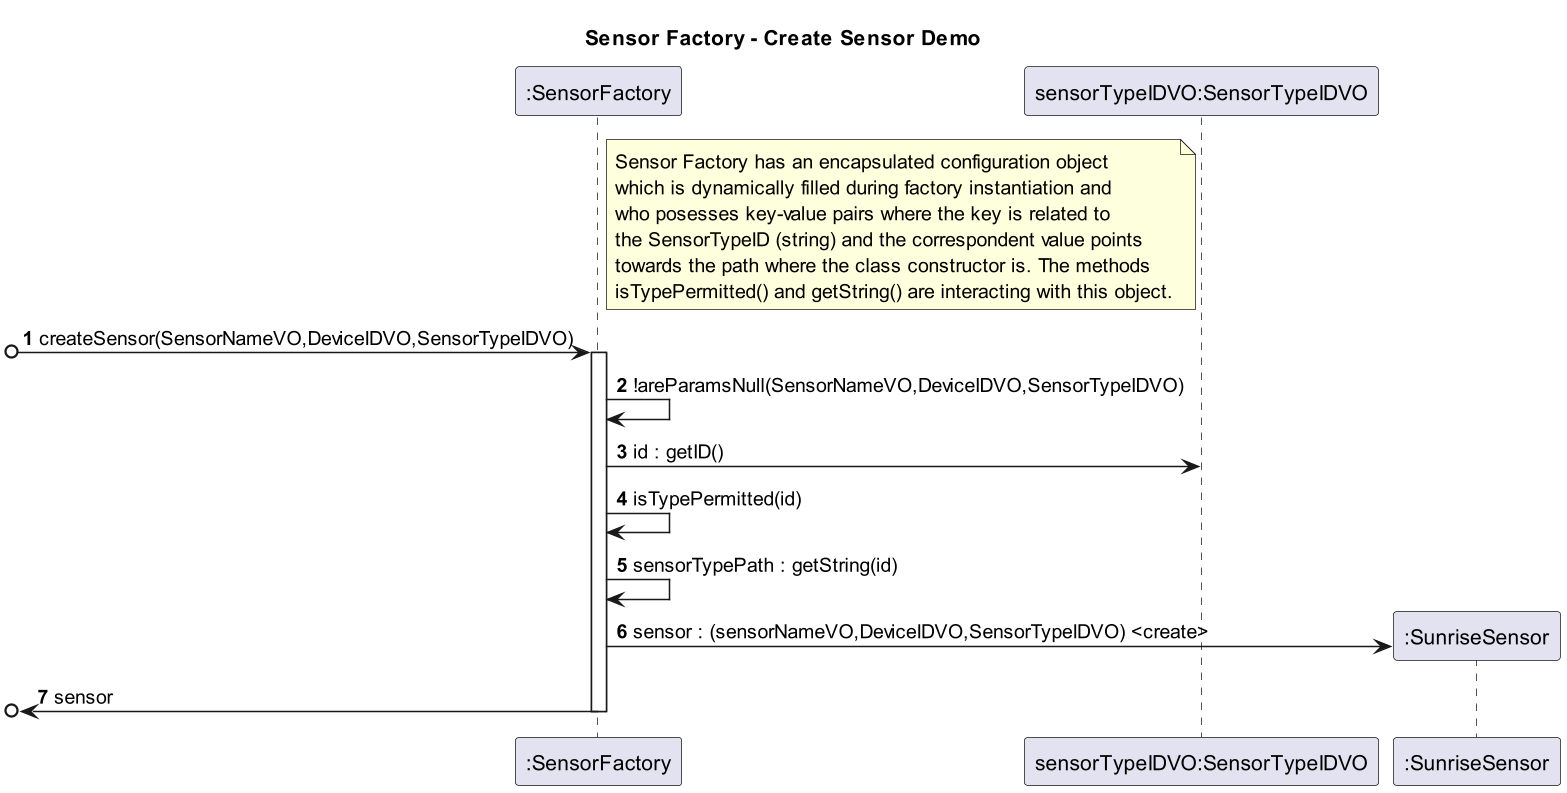 Sensor Factory - Create Sensor Demo
:SensorFactory
sensorTypeIDVO:SensorTypeIDVO
Sensor Factory has an encapsulated configuration object
which is dynamically filled during factory instantiation and
who posesses key-value pairs where the key is related to
the SensorTypeID (string) and the correspondent value points
towards the path where the class constructor is. The methods
isTypePermitted() and getString() are interacting with this object.
1 createSensor(SensorNameVO,DeviceIDVO,SensorTypeIDVO)
2 !areParamsNull(SensorNameVO,DeviceIDVO,SensorTypeIDVO)
3 id : getID()
4 isTypePermitted(id)
5 sensorTypePath : getString(id)
6 sensor : (sensorNameVO,DeviceIDVO,SensorTypeIDVO) <create>
:SunriseSensor
7 sensor
:SensorFactory
sensorTypeIDVO:SensorTypeIDVO
:SunriseSensor